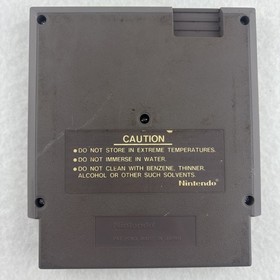 CAUTION
•DO NOT STORE IN EXTREME TEMPERATURES.
•DO NOT IMMERSE IN WATER.
•DO NOT CLEAN WITH BENZENE, THINNER,
ALCOHOL OR OTHER SUCH SOLVENTS.
Nintendo